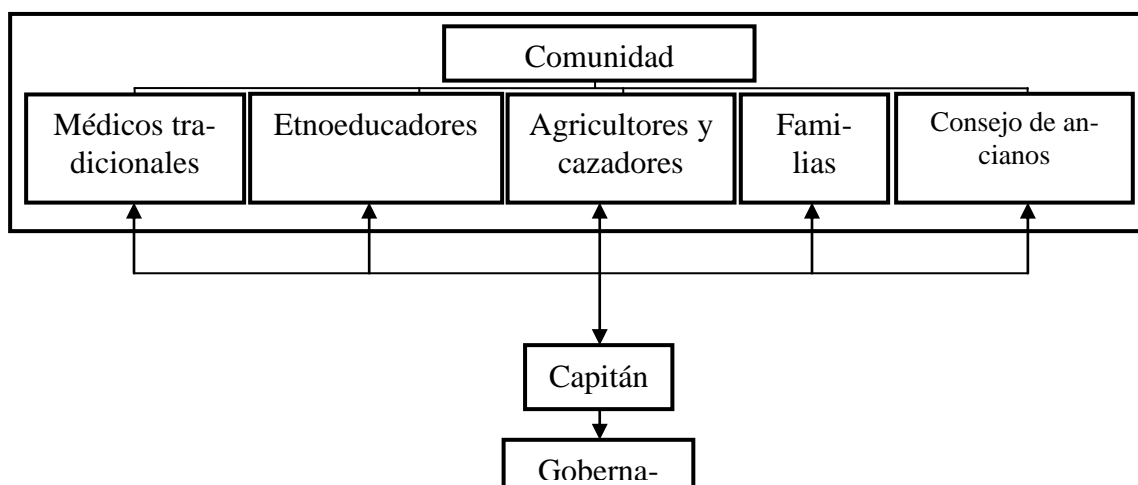 Comunidad
Médicos tra-
dicionales
Etnoeducadores
Agricultores y
cazadores
Fami-
lias
Consejo de an-
cianos
Capitán
Goberna-